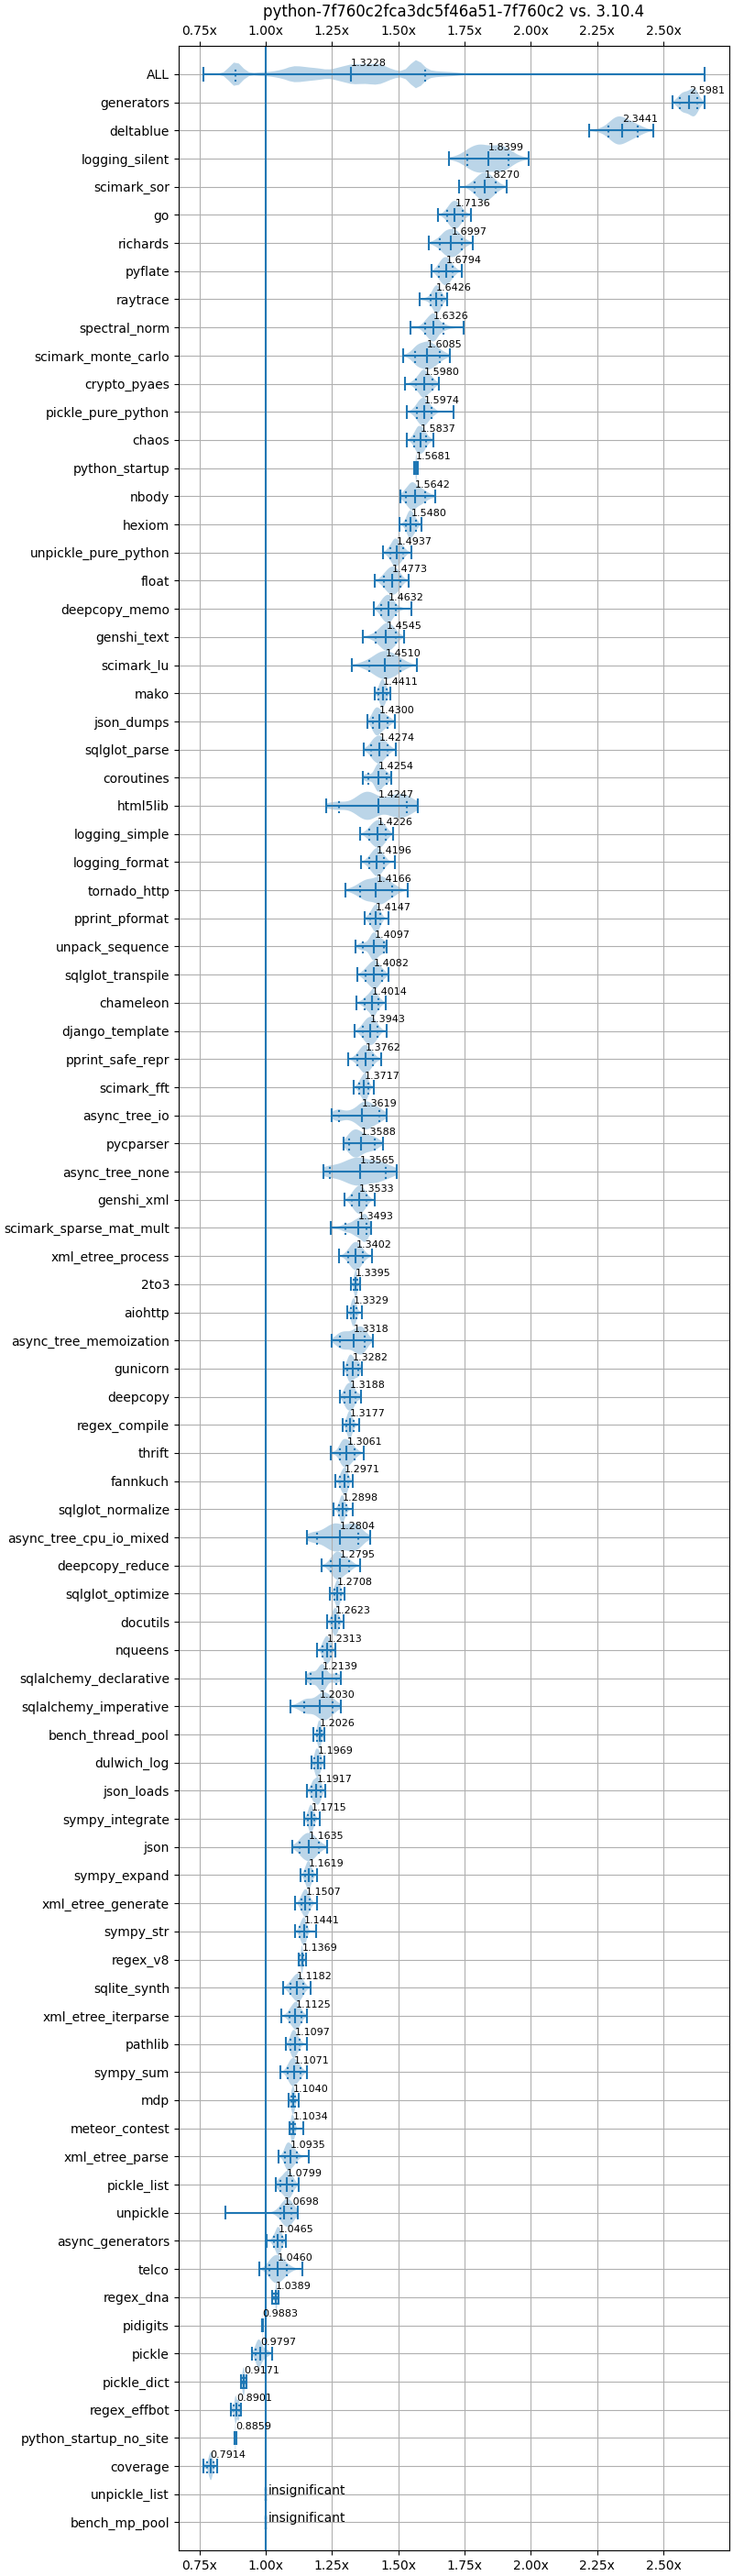 python-7f760c2fca3dc5f46a51-7f760c2 vs. 3.10.4
0.75x 1.00x 1.25x 1.50x 1.75x 2.00x 2.25x 2.50x
ALL 1.3228
generators 2.5981
deltablue 2.3441
logging_silent 1.8399
scimark_sor 1.8270
go 1.7136
richards 1.6997
pyflate 1.6794
raytrace 1.6426
spectral_norm 1.6326
scimark_monte_carlo 1.6085
crypto_pyaes 1.5980
pickle_pure_python 1.5974
chaos 1.5837
python_startup 1.5681
nbody 1.5642
hexiom 1.5480
unpickle_pure_python 1.4937
float 1.4773
deepcopy_memo 1.4632
genshi_text 1.4545
scimark_lu 1.4510
mako 1.4411
json_dumps 1.4300
sqlglot_parse 1.4274
coroutines 1.4254
html5lib 1.4247
logging_simple 1.4226
logging_format 1.4196
tornado_http 1.4166
pprint_pformat 1.4147
unpack_sequence 1.4097
sqlglot_transpile 1.4082
chameleon 1.4014
django_template 1.3943
pprint_safe_repr 1.3762
scimark_fft 1.3717
async_tree_io 1.3619
pycparser 1.3588
async_tree_none 1.3565
genshi_xml 1.3533
scimark_sparse_mat_mult 1.3493
xml_etree_process 1.3402
2to3 1.3395
aiohttp 1.3329
async_tree_memoization 1.3318
gunicorn 1.3282
deepcopy 1.3188
regex_compile 1.3177
thrift 1.3061
fannkuch 1.2971
sqlglot_normalize 1.2898
async_tree_cpu_io_mixed 1.2804
deepcopy_reduce 1.2795
sqlglot_optimize 1.2708
docutils 1.2623
nqueens 1.2313
sqlalchemy_declarative 1.2139
sqlalchemy_imperative 1.2030
bench_thread_pool 1.2026
dulwich_log 1.1969
json_loads 1.1917
sympy_integrate 1.1715
json 1.1635
sympy_expand 1.1619
xml_etree_generate 1.1507
sympy_str 1.1441
regex_v8 1.1369
sqlite_synth 1.1182
xml_etree_iterparse 1.1125
pathlib 1.1097
sympy_sum 1.1071
mdp 1.1040
meteor_contest 1.1034
xml_etree_parse 1.0935
pickle_list 1.0799
unpickle 1.0698
async_generators 1.0465
telco 1.0460
regex_dna 1.0389
pidigits 0.9883
pickle 0.9797
pickle_dict 0.9171
regex_effbot 0.8901
python_startup_no_site 0.8859
coverage 0.7914
unpickle_list insignificant
bench_mp_pool insignificant
0.75x 1.00x 1.25x 1.50x 1.75x 2.00x 2.25x 2.50x